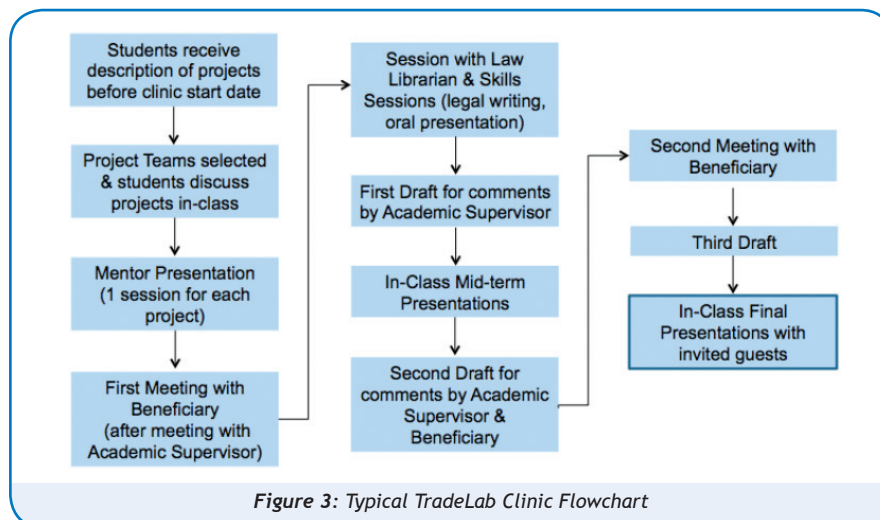 Students receive
description of projects
before clinic start date
Project Teams selected
& students discuss
projects in-class
Mentor Presentation
(1 session for each
project)
First Meeting with
Beneficiary
(after meeting with
Academic Supervisor)
Session with Law
Librarian & Skills
Sessions (legal writing,
oral presentation)
First Draft for comments
by Academic Supervisor
In-Class Mid-term
Presentations
Second Draft for
comments by Academic
Supervisor &
Beneficiary
Second Meeting with
Beneficiary
Third Draft
In-Class Final
Presentations with
invited guests
Figure 3: Typical TradeLab Clinic Flowchart